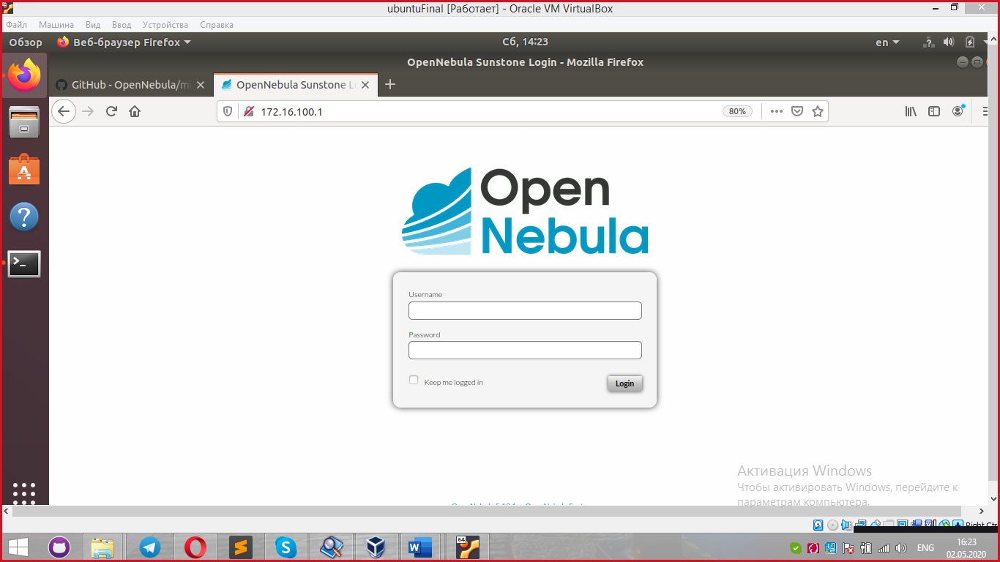 ubuntuFinal [Работает] - Oracle VM VirtualBox
Файл Машина Вид Ввод Устройства Справка
Обзор Веб-браузер Firefox Сб, 14:23 en
OpenNebula Sunstone Login - Mozilla Firefox
GitHub - OpenNebula/mi OpenNebula Sunstone Lo
172.16.100.1 80%
Open
Nebula
Username
Password
Keep me logged in Login
Активация Windows
Чтобы активировать Windows, перейдите к
параметрам компьютера.
Right Ctrl
64
ENG 16:23
02.05.2020